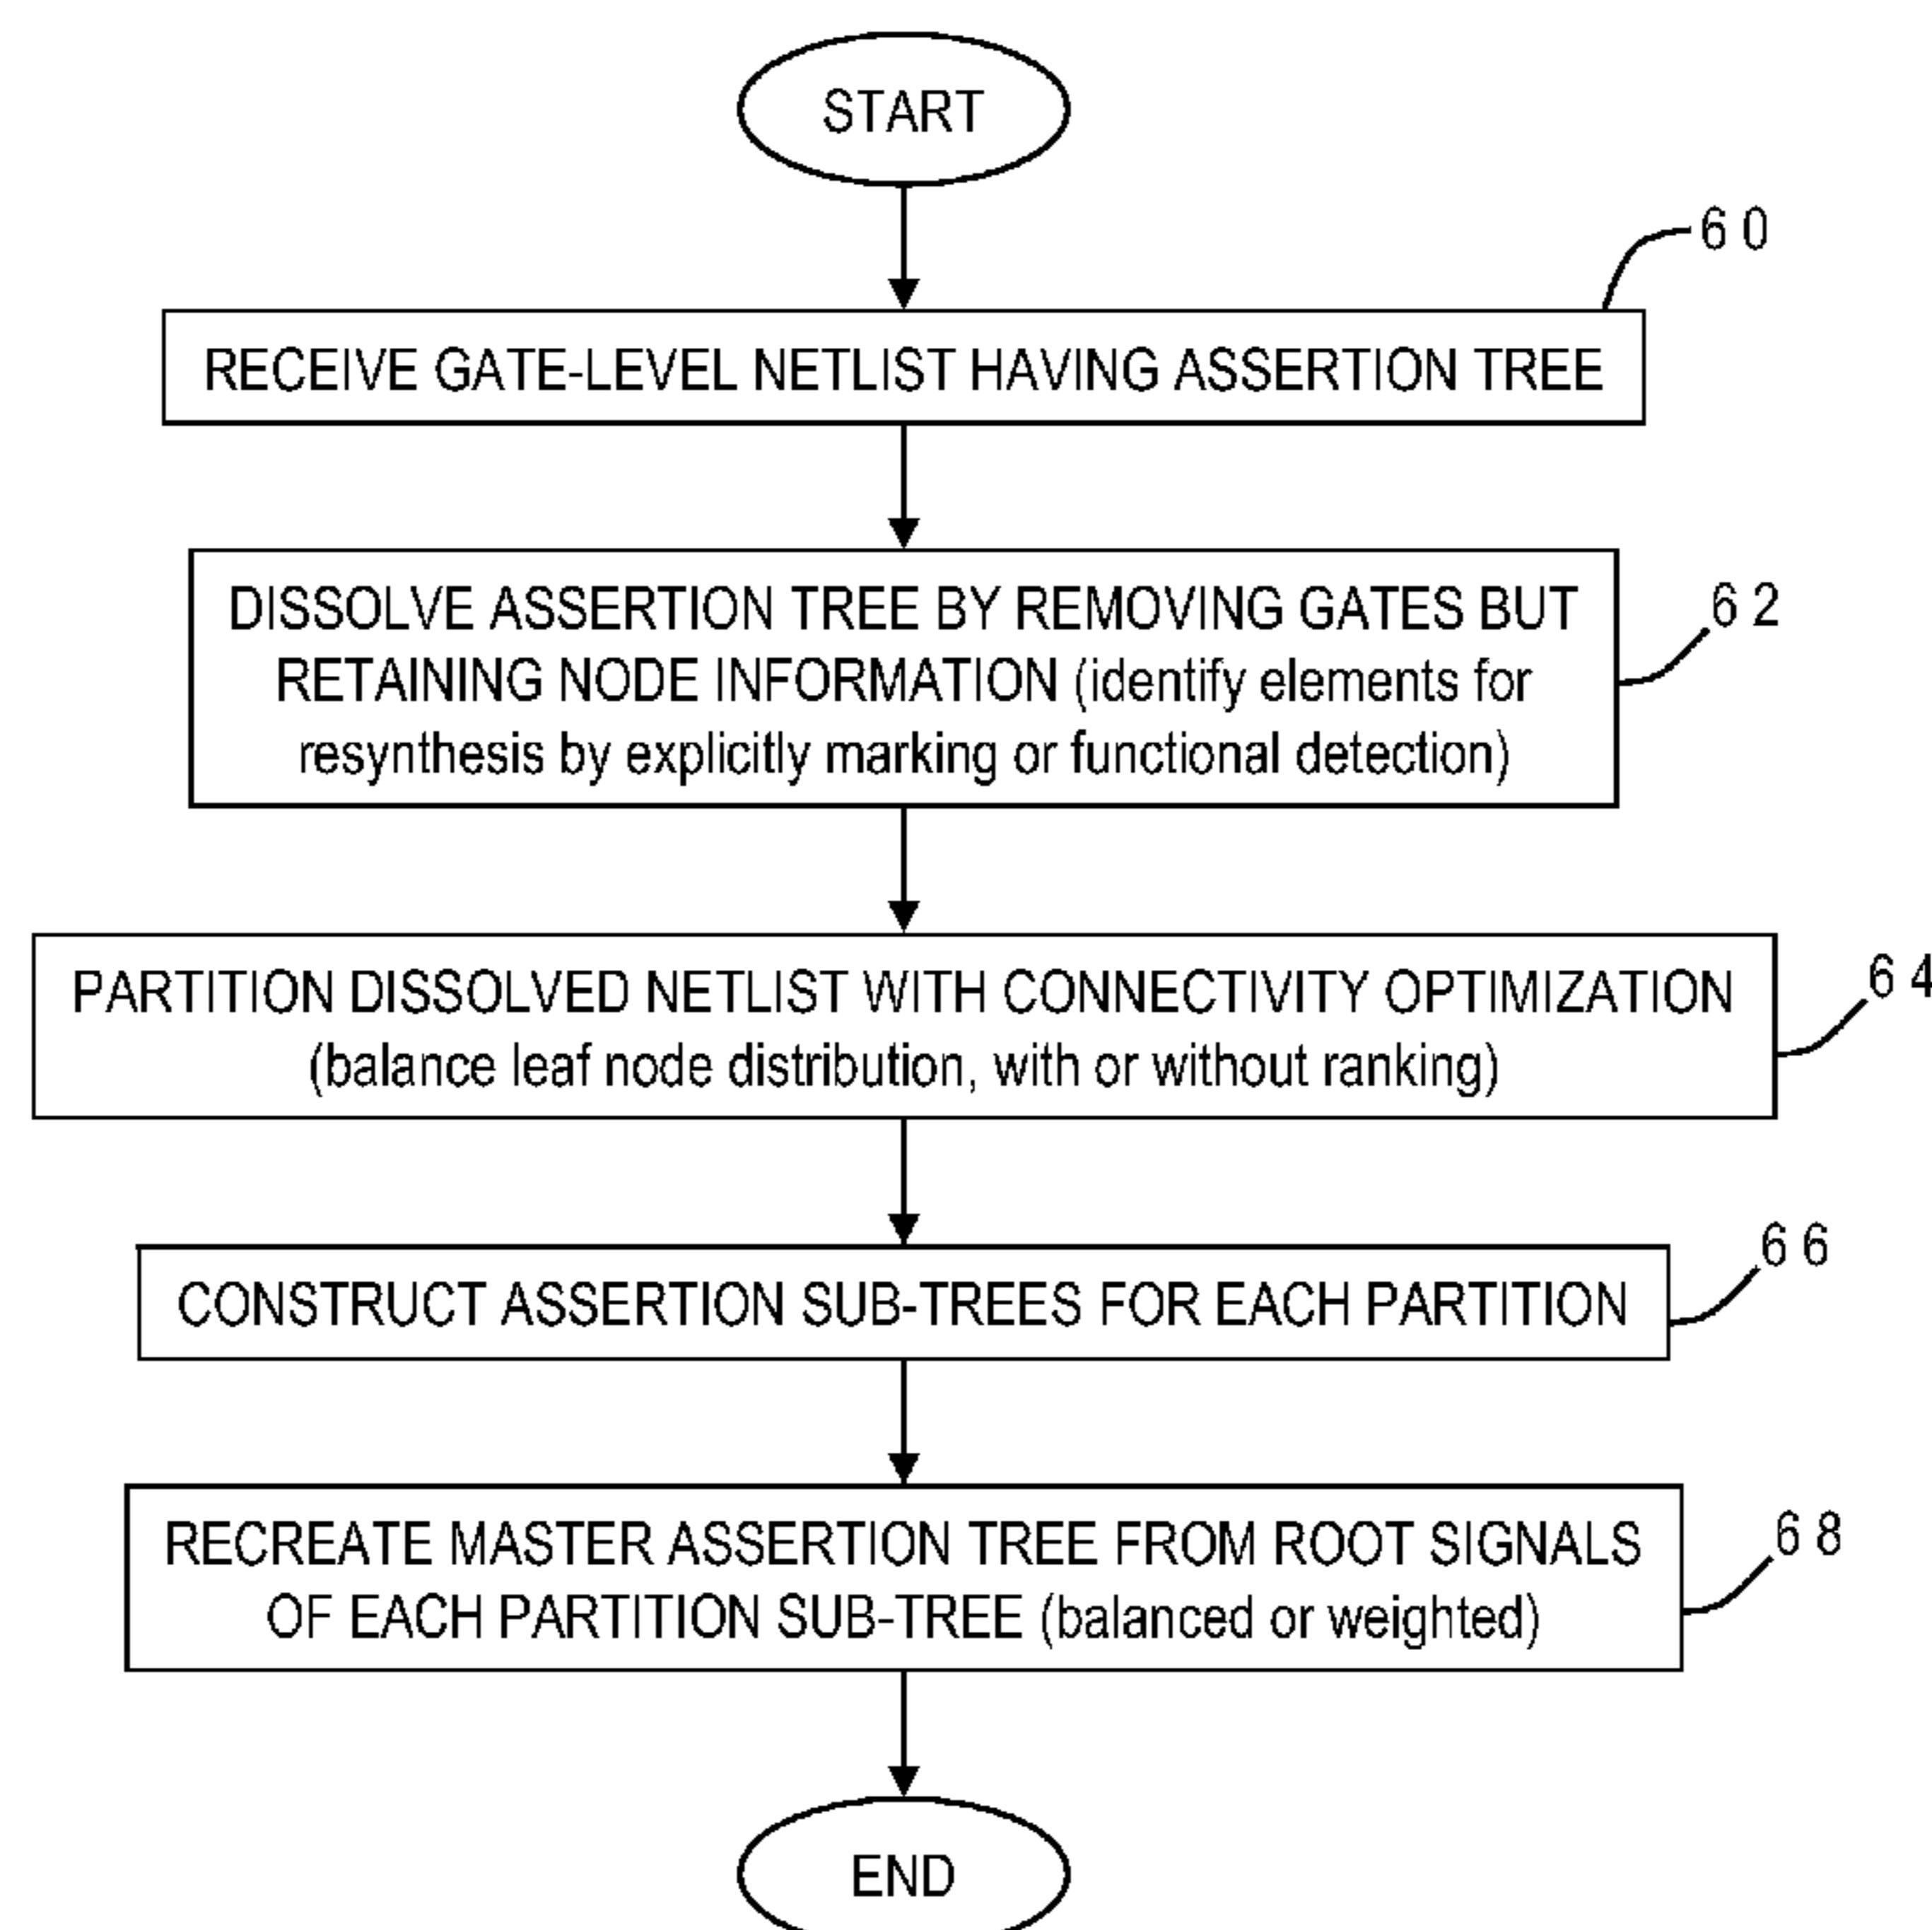 START
60
RECEIVE GATE-LEVEL NETLIST HAVING ASSERTION TREE
DISSOLVE ASSERTION TREE BY REMOVING GATES BUT
RETAINING NODE INFORMATION (identify elements for
resynthesis by explicitly marking or functional detection)
62
PARTITION DISSOLVED NETLIST WITH CONNECTIVITY OPTIMIZATION
(balance leaf node distribution, with or without ranking)
64
CONSTRUCT ASSERTION SUB-TREES FOR EACH PARTITION
66
RECREATE MASTER ASSERTION TREE FROM ROOT SIGNALS
OF EACH PARTITION SUB-TREE (balanced or weighted)
68
END